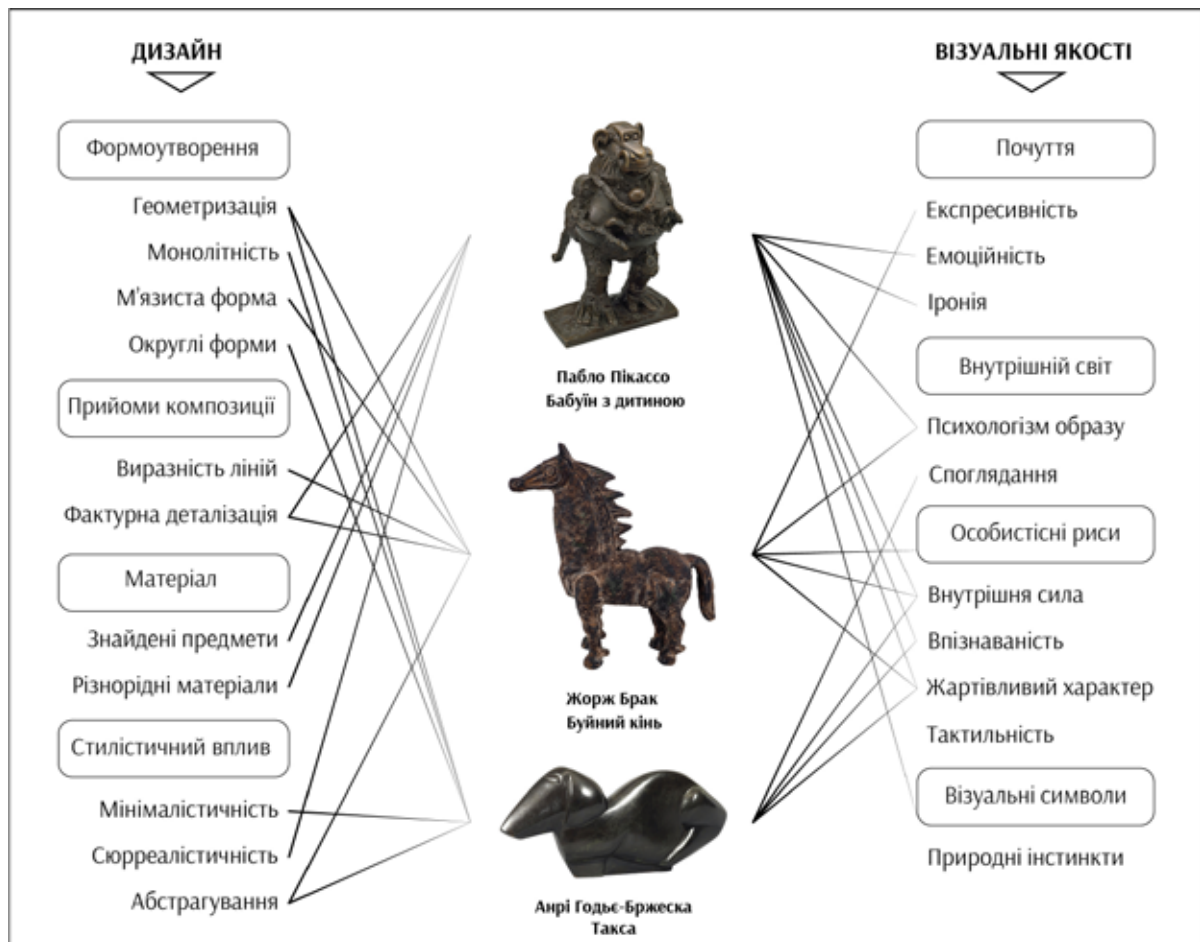 ДИЗАЙН
Формоутворення
Геометризація
Монолітність
М'язиста форма
Округлі форми
Прийоми композиції
Виразність ліній
Фактурна деталізація
Матеріал
Знайдені предмети
Різнорідні матеріали
Стилістичний вплив
Мінімалістичність
Сюрреалістичність
Абстрагування
Пабло Пікассо
Бабуїн з дитиною
Жорж Брак
Буйний кінь
Анрі Годьє-Бржеска
Такса
ВІЗУАЛЬНІ ЯКОСТІ
Почуття
Експресивність
Емоційність
Іронія
Внутрішній світ
Психологізм образу
Споглядання
Особистісні риси
Внутрішня сила
Впізнаваність
Жартівливий характер
Тактильність
Візуальні символи
Природні інстинкти